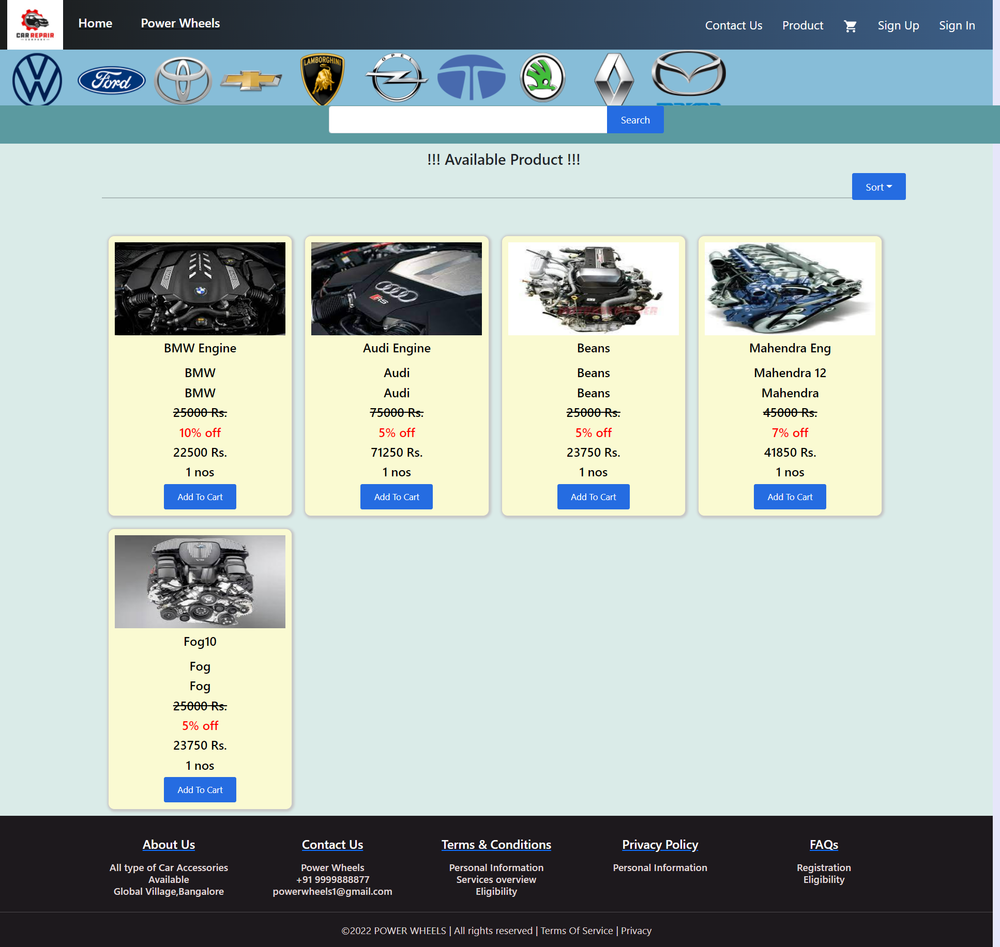 CAR REPAIR
COMPANY
Home
Power Wheels
Contact Us
Product
Sign Up
Sign In
Ford
LAMBORGHINI
OPEL
Search
!!! Available Product !!!
Sort
BMW Engine
BMW
BMW
25000 Rs.
10% off
22500 Rs.
1 nos
Add To Cart
RS
Audi Engine
Audi
Audi
75000 Rs.
5% off
71250 Rs.
1 nos
Add To Cart
Beans
Beans
Beans
25000 Rs.
5% off
23750 Rs.
1 nos
Add To Cart
Mahendra Eng
Mahendra 12
Mahendra
45000 Rs.
7% off
41850 Rs.
1 nos
Add To Cart
Fog10
Fog
Fog
25000 Rs.
5% off
23750 Rs.
1 nos
Add To Cart
About Us
All type of Car Accessories
Available
Global Village,Bangalore
Contact Us
Power Wheels
+91 9999888877
powerwheels1@gmail.com
Terms & Conditions
Personal Information
Services overview
Eligibility
Privacy Policy
Personal Information
FAQs
Registration
Eligibility
©2022 POWER WHEELS | All rights reserved | Terms Of Service | Privacy